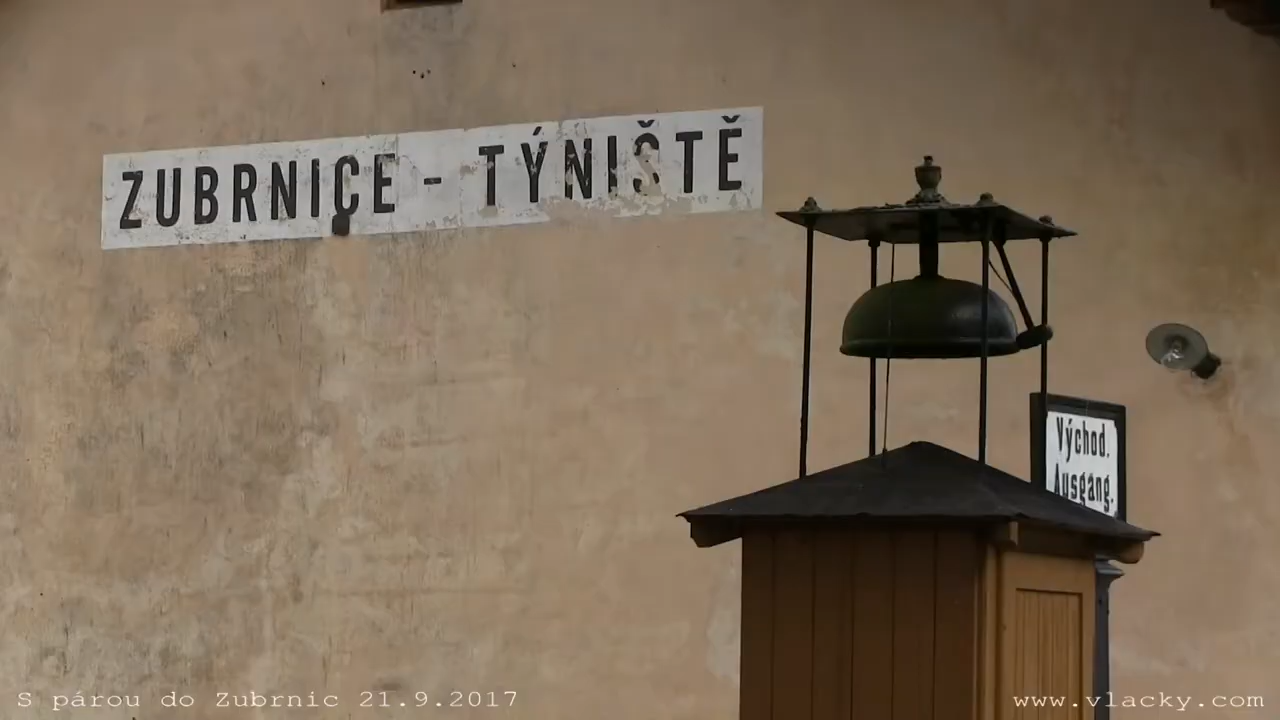 ZUBRNICE - TÝNIŠTĚ
Východ.
Ausgang.
S párou do Zubrnic 21.9.2017
www.vlacky.com